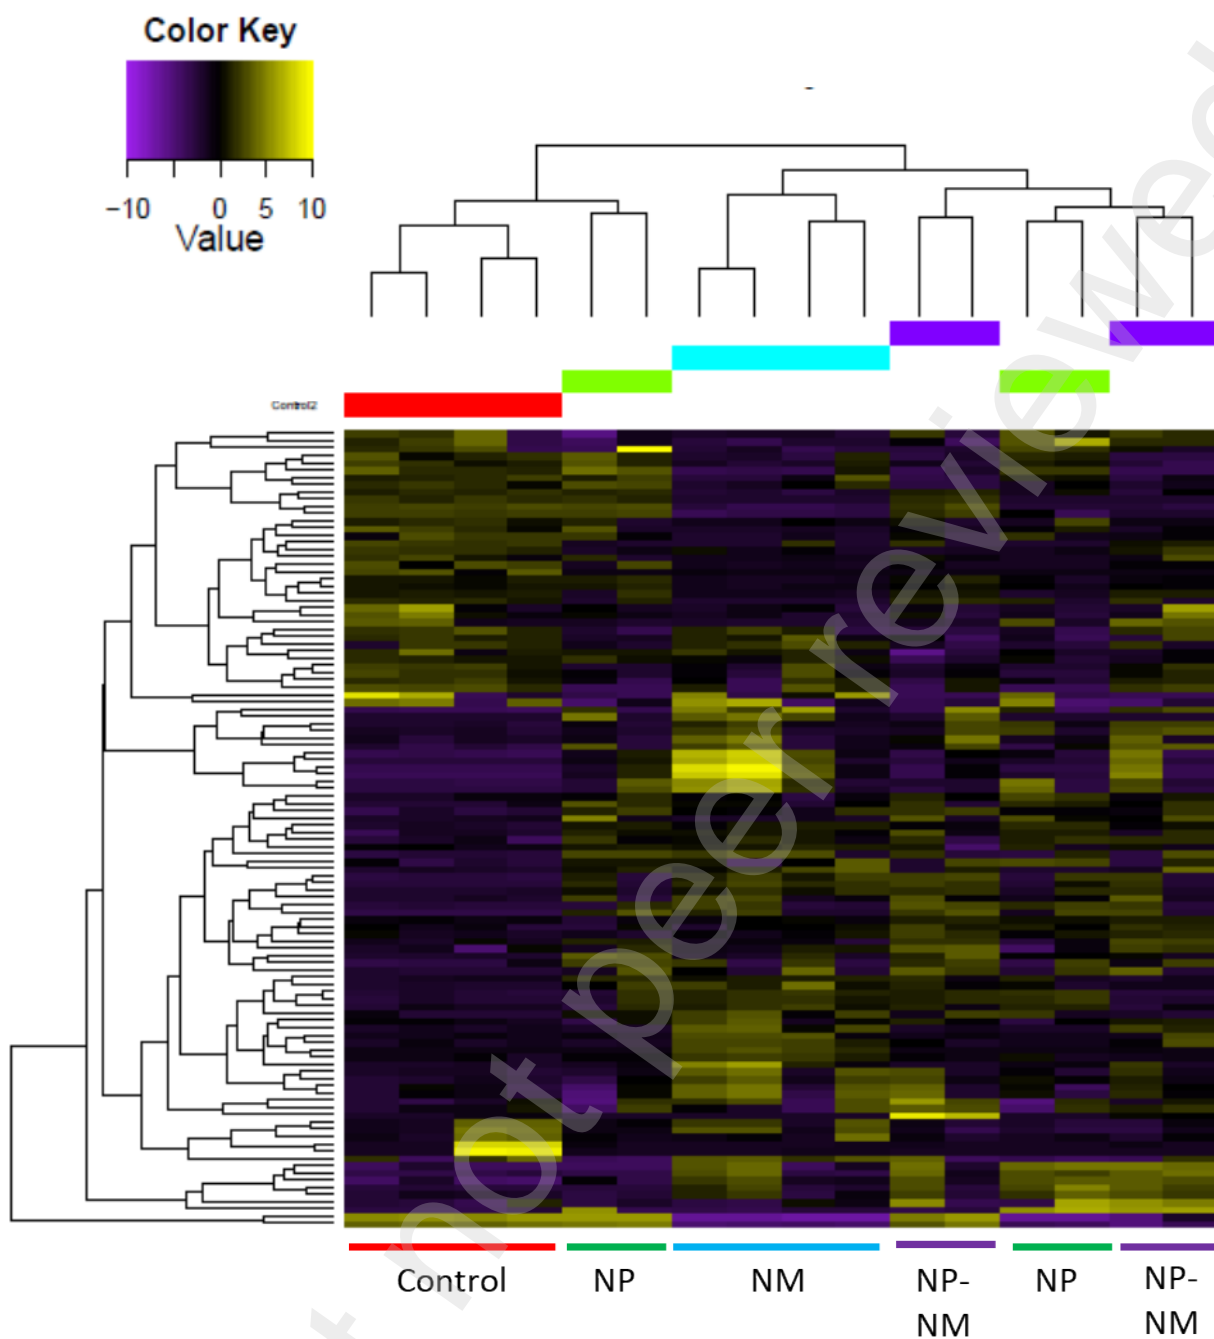 Color Key
-10 0 5 10
Value
-
Control2
Control NP NM NP-NM NP NP-NM
not peer reviewed